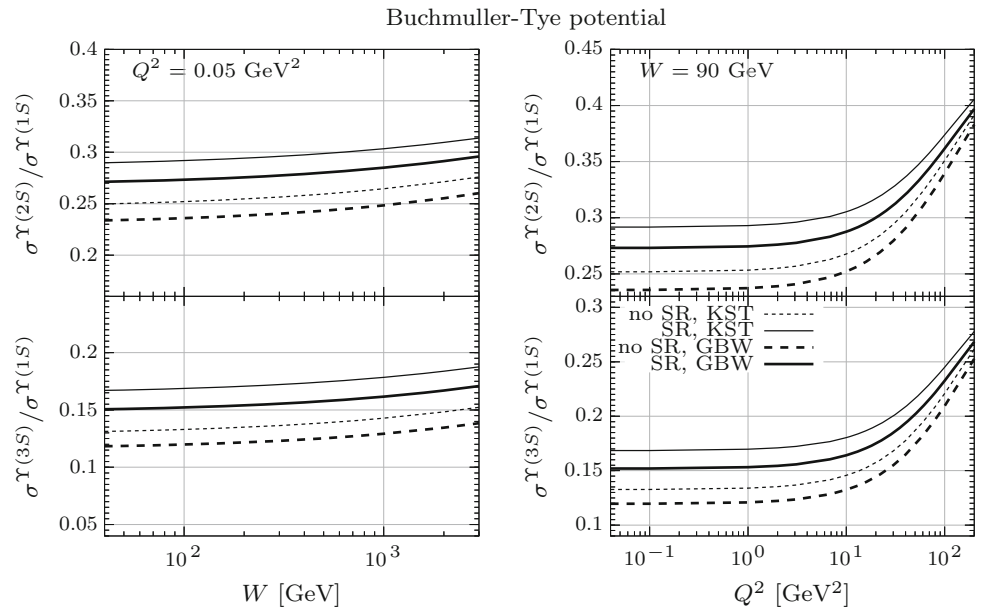 Buchmuller-Tye potential
Q² = 0.05 GeV²
σ^Υ(2S)/σ^Υ(1S)
0.4
0.35
0.3
0.25
0.2
W = 90 GeV
σ^Υ(2S)/σ^Υ(1S)
0.45
0.4
0.35
0.3
0.25
σ^Υ(3S)/σ^Υ(1S)
0.2
0.15
0.1
0.05
10² 10³
W [GeV]
no SR, KST
SR, KST
no SR, GBW
SR, GBW
σ^Υ(3S)/σ^Υ(1S)
0.3
0.25
0.2
0.15
0.1
10⁻¹ 10⁰ 10¹ 10²
Q² [GeV²]